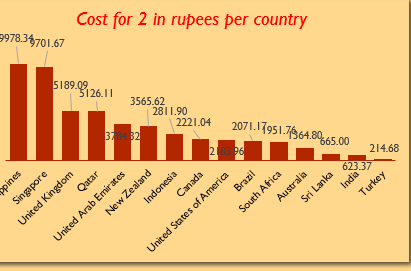 Cost for 2 in rupees per country
9978.34
9701.67
5189.09
5126.11
3565.62
2811.90
2221.04
2183.96
2071.17
1951.76
1364.80
665.00
623.37
214.68
ppines
Singapore
United Kingdom
Qatar
United Arab Emirates
New Zealand
Indonesia
Canada
United States of America
Brazil
South Africa
Australia
Sri Lanka
India
Turkey